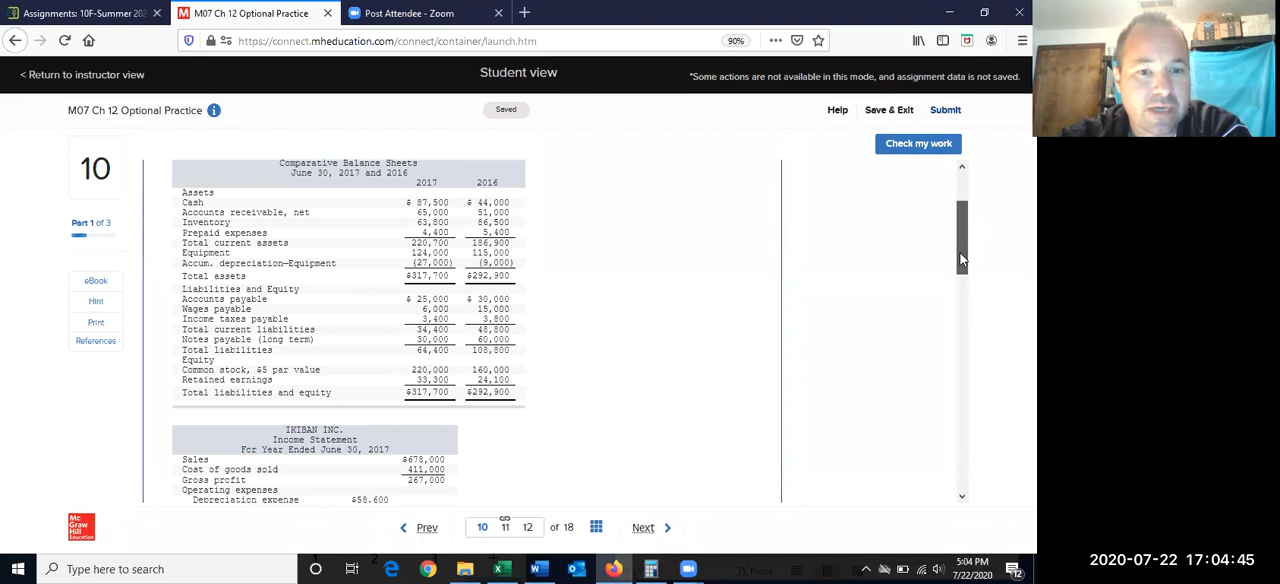 Assignments: 10F-Summer 202
M07 Ch 12 Optional Practice
Post Attendee - Zoom
https://connect.mheducation.com/connect/container/launch.htm
90%
< Return to instructor view
Student view
*Some actions are not available in this mode, and assignment data is not saved.
M07 Ch 12 Optional Practice
Saved
Help
Save & Exit
Submit
Check my work
10
Part 1 of 3
eBook
Hint
Print
References
Comparative Balance Sheets
June 30, 2017 and 2016
2017 2016
Assets
Cash $ 87,500 $ 44,000
Accounts receivable, net 65,000 51,000
Inventory 63,800 86,500
Prepaid expenses 4,400 5,400
Total current assets 220,700 186,900
Equipment 124,000 115,000
Accum. depreciation—Equipment (27,000) (9,000)
Total assets $317,700 $292,900
Liabilities and Equity
Accounts payable $ 25,000 $ 30,000
Wages payable 6,000 15,000
Income taxes payable 3,400 3,800
Total current liabilities 34,400 48,800
Notes payable (long term) 30,000 60,000
Total liabilities 64,400 108,800
Equity
Common stock, $5 par value 220,000 160,000
Retained earnings 33,300 24,100
Total liabilities and equity $317,700 $292,900
IKIBAN INC.
Income Statement
For Year Ended June 30, 2017
Sales $678,000
Cost of goods sold 411,000
Gross profit 267,000
Operating expenses
Depreciation expense $58,600
Mc
Graw
Hill
Education
Prev
10 11 12 of 18
Next
Type here to search
Focus
5:04 PM
7/22/2020
12
2020-07-22 17:04:45